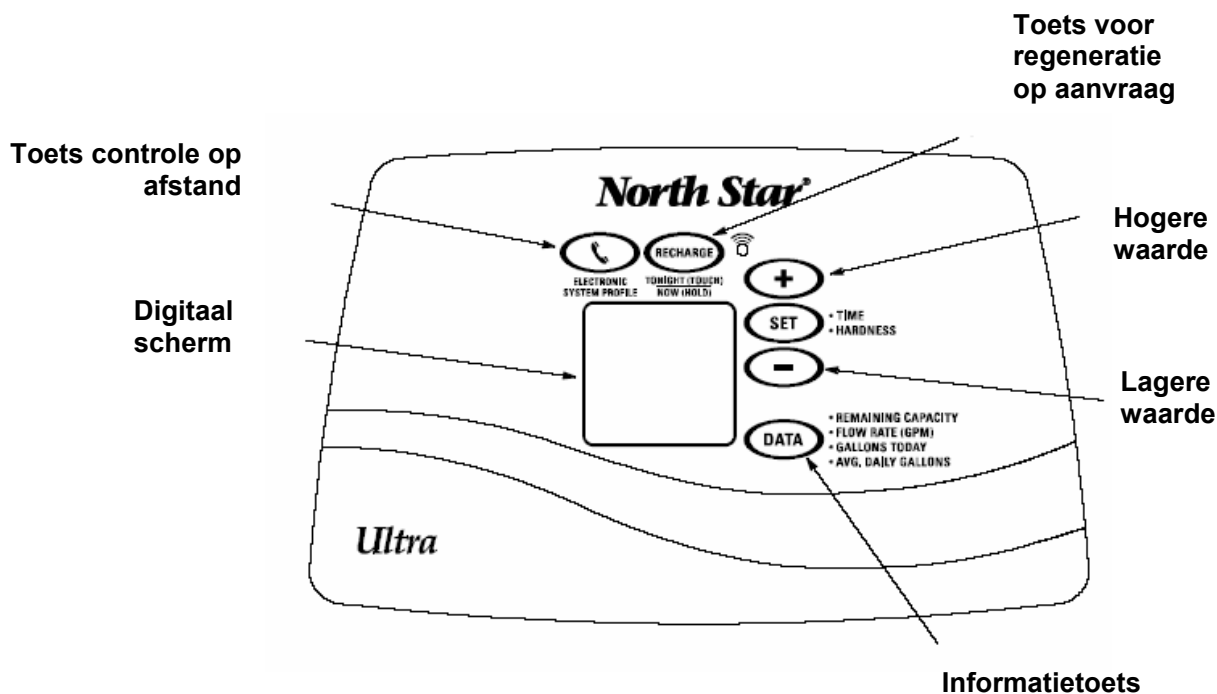 Toets voor
regeneratie
op aanvraag
Toets controle op
afstand
North Star®
Hogere
waarde
RECHARGE
ELECTRONIC
SYSTEM PROFILE
TONIGHT (TOUCH)
NOW (HOLD)
+
SET
• TIME
• HARDNESS
–
Digitaal
scherm
Lagere
waarde
DATA
• REMAINING CAPACITY
• FLOW RATE (GPM)
• GALLONS TODAY
• AVG. DAILY GALLONS
Ultra
Informatietoets